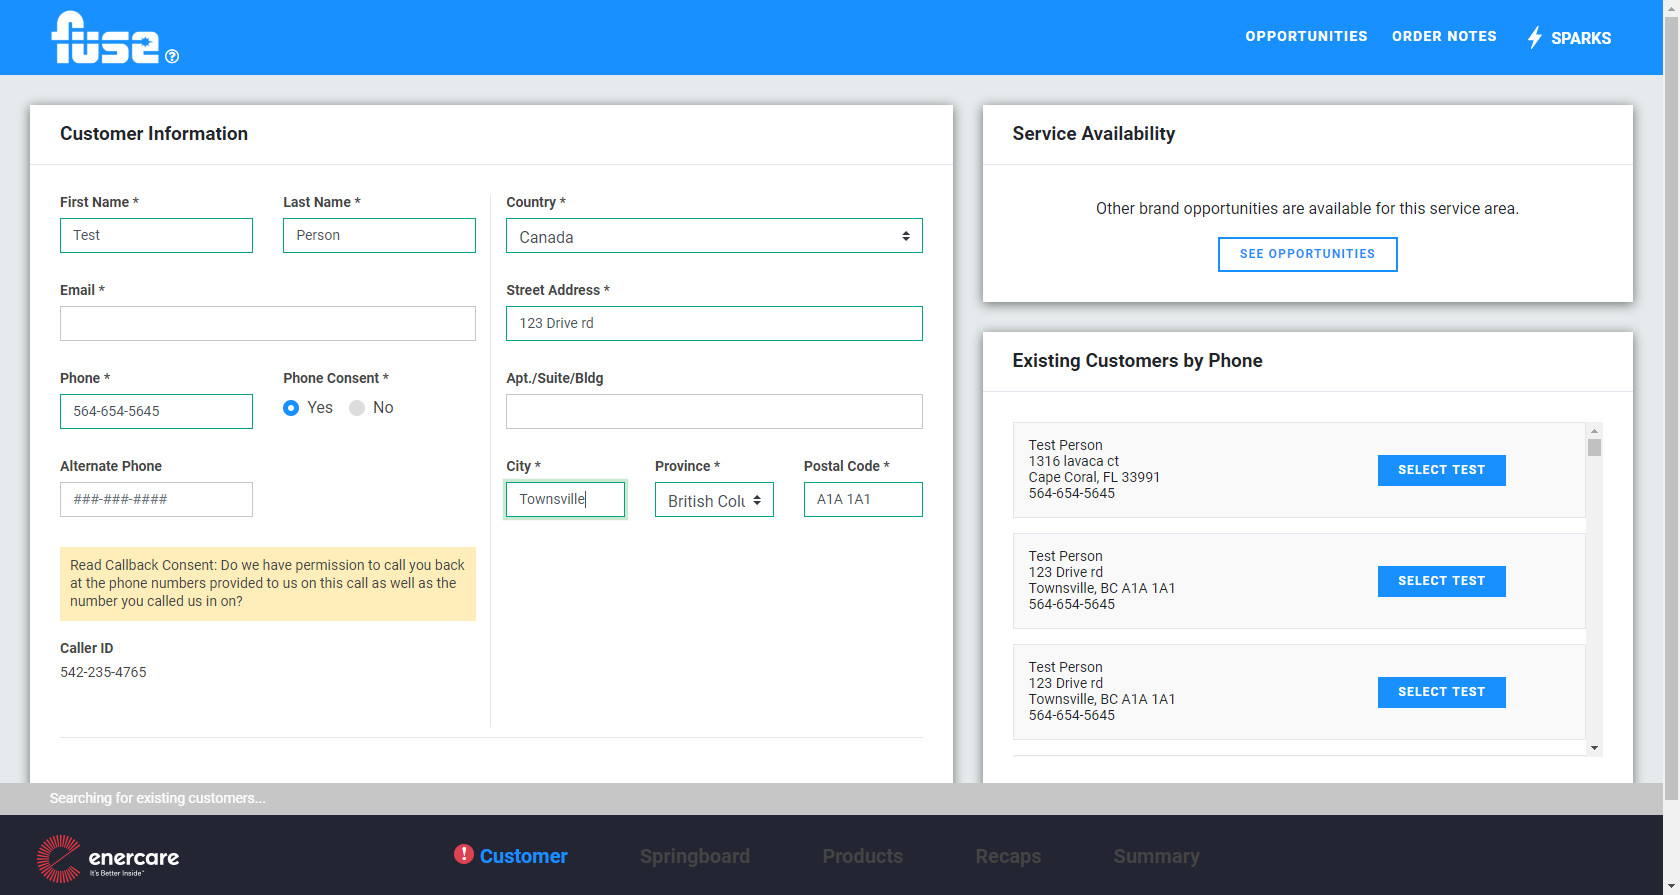 fuse
OPPORTUNITIES
ORDER NOTES
SPARKS
Customer Information
First Name *
Last Name *
Test
Person
Email *
Phone *
Phone Consent *
564-654-5645
Yes
No
Alternate Phone
###-###-####
Read Callback Consent: Do we have permission to call you back
at the phone numbers provided to us on this call as well as the
number you called us in on?
Caller ID
542-235-4765
Country *
Canada
Street Address *
123 Drive rd
Apt./Suite/Bldg
City *
Province *
Postal Code *
Townsville
British Colu
A1A 1A1
Service Availability
Other brand opportunities are available for this service area.
SEE OPPORTUNITIES
Existing Customers by Phone
Test Person
1316 lavaca ct
Cape Coral, FL 33991
564-654-5645
SELECT TEST
Test Person
123 Drive rd
Townsville, BC A1A 1A1
564-654-5645
SELECT TEST
Test Person
123 Drive rd
Townsville, BC A1A 1A1
564-654-5645
SELECT TEST
Searching for existing customers...
enercare
It's Better Inside
Customer
Springboard
Products
Recaps
Summary